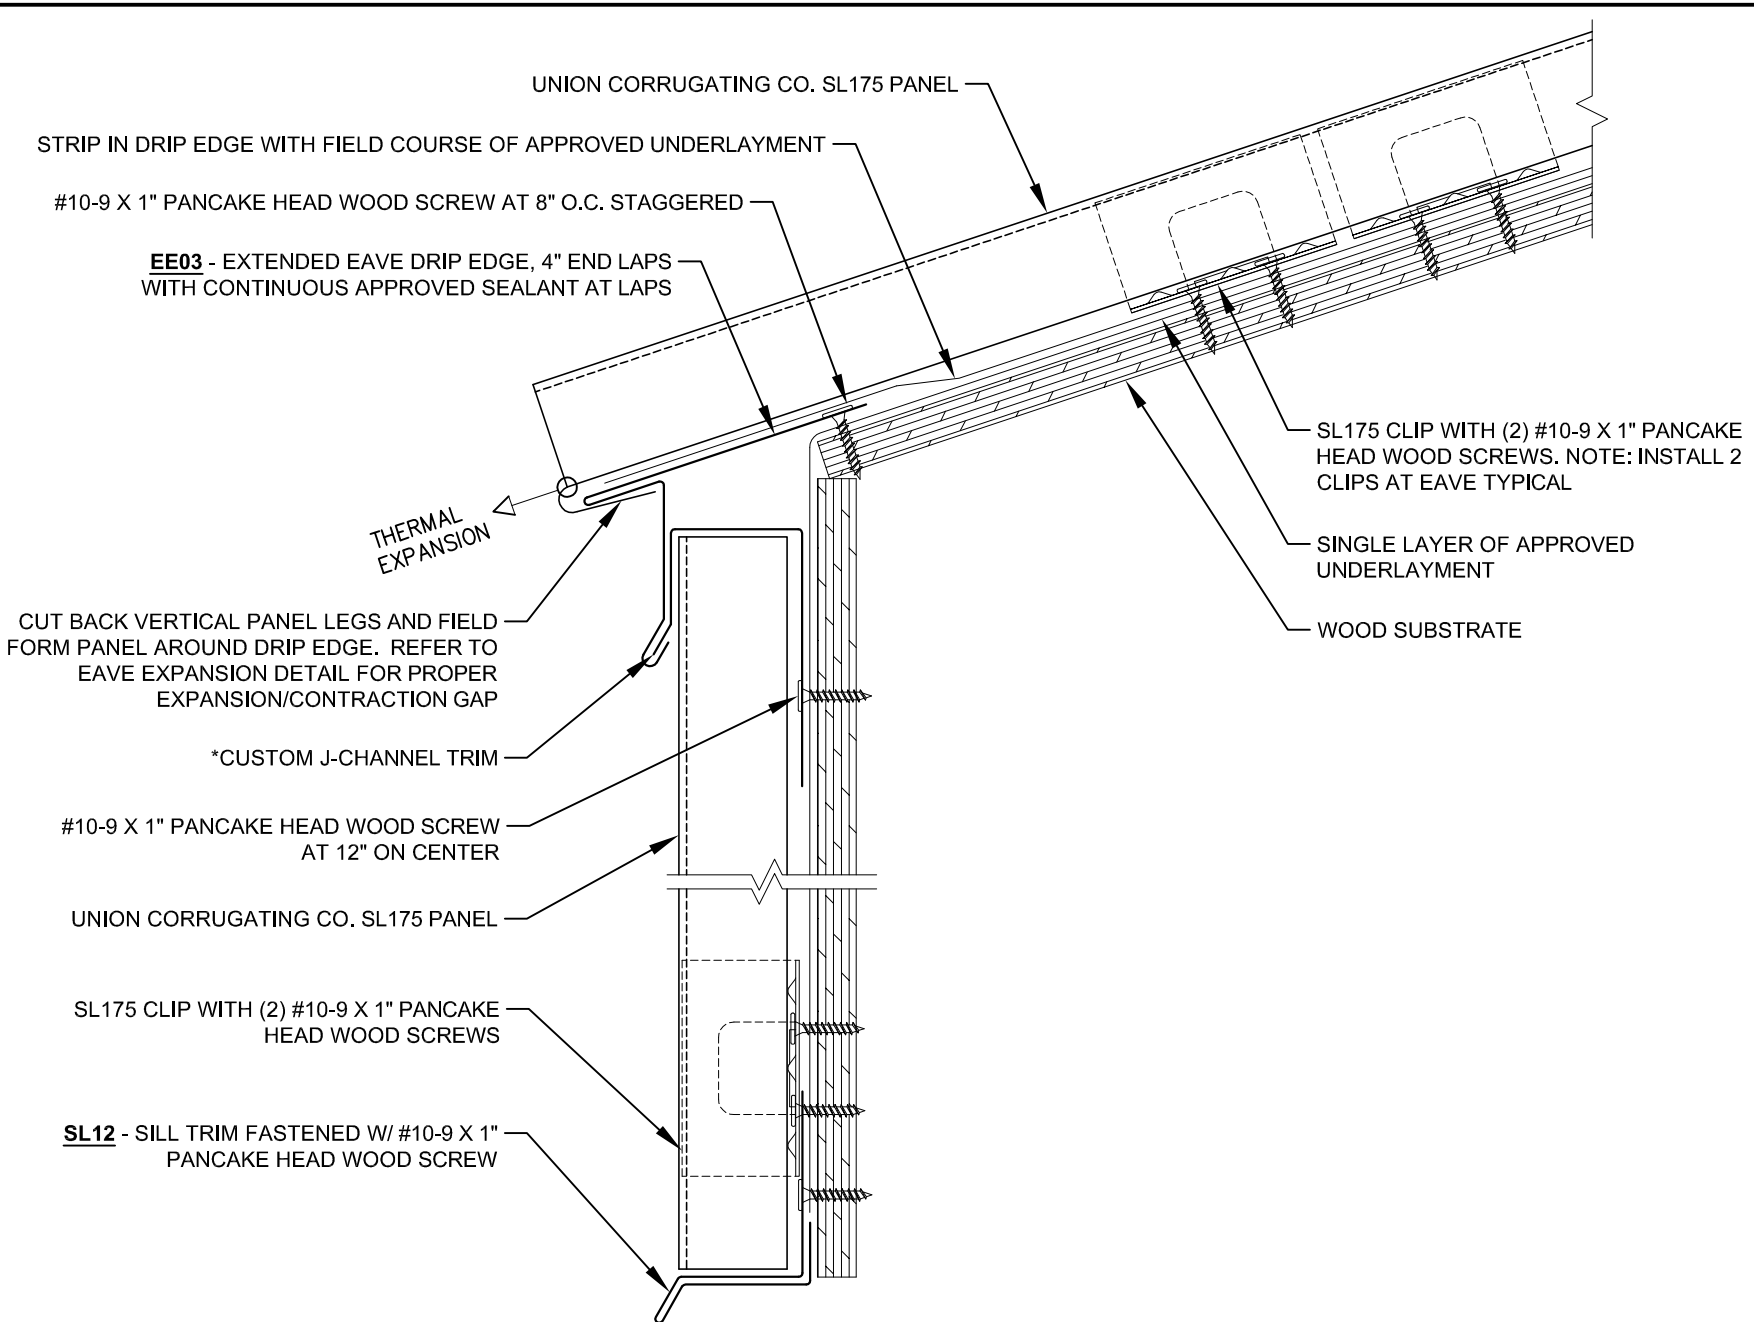 UNION CORRUGATING CO. SL175 PANEL
STRIP IN DRIP EDGE WITH FIELD COURSE OF APPROVED UNDERLAYMENT
#10-9 X 1" PANCAKE HEAD WOOD SCREW AT 8" O.C. STAGGERED
EE03 - EXTENDED EAVE DRIP EDGE, 4" END LAPS
WITH CONTINUOUS APPROVED SEALANT AT LAPS
THERMAL
EXPANSION
CUT BACK VERTICAL PANEL LEGS AND FIELD
FORM PANEL AROUND DRIP EDGE. REFER TO
EAVE EXPANSION DETAIL FOR PROPER
EXPANSION/CONTRACTION GAP
*CUSTOM J-CHANNEL TRIM
#10-9 X 1" PANCAKE HEAD WOOD SCREW
AT 12" ON CENTER
UNION CORRUGATING CO. SL175 PANEL
SL175 CLIP WITH (2) #10-9 X 1" PANCAKE
HEAD WOOD SCREWS
SL12 - SILL TRIM FASTENED W/ #10-9 X 1"
PANCAKE HEAD WOOD SCREW
SL175 CLIP WITH (2) #10-9 X 1" PANCAKE
HEAD WOOD SCREWS. NOTE: INSTALL 2
CLIPS AT EAVE TYPICAL
SINGLE LAYER OF APPROVED
UNDERLAYMENT
WOOD SUBSTRATE